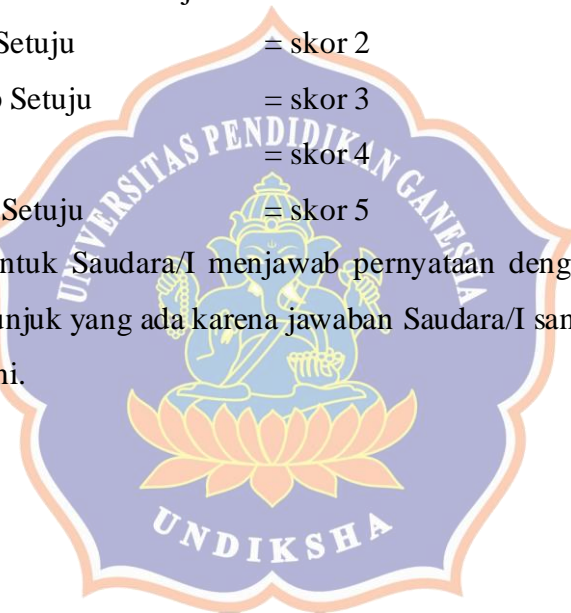 Setuju = skor 2
Setuju = skor 3
= skor 4
Setuju = skor 5
ntuk Saudara/I menjawab pernyataan deng
unjuk yang ada karena jawaban Saudara/I san
ni.
UNIVERSITAS PENDIDIKAN GANESHA
UNDIKSHA